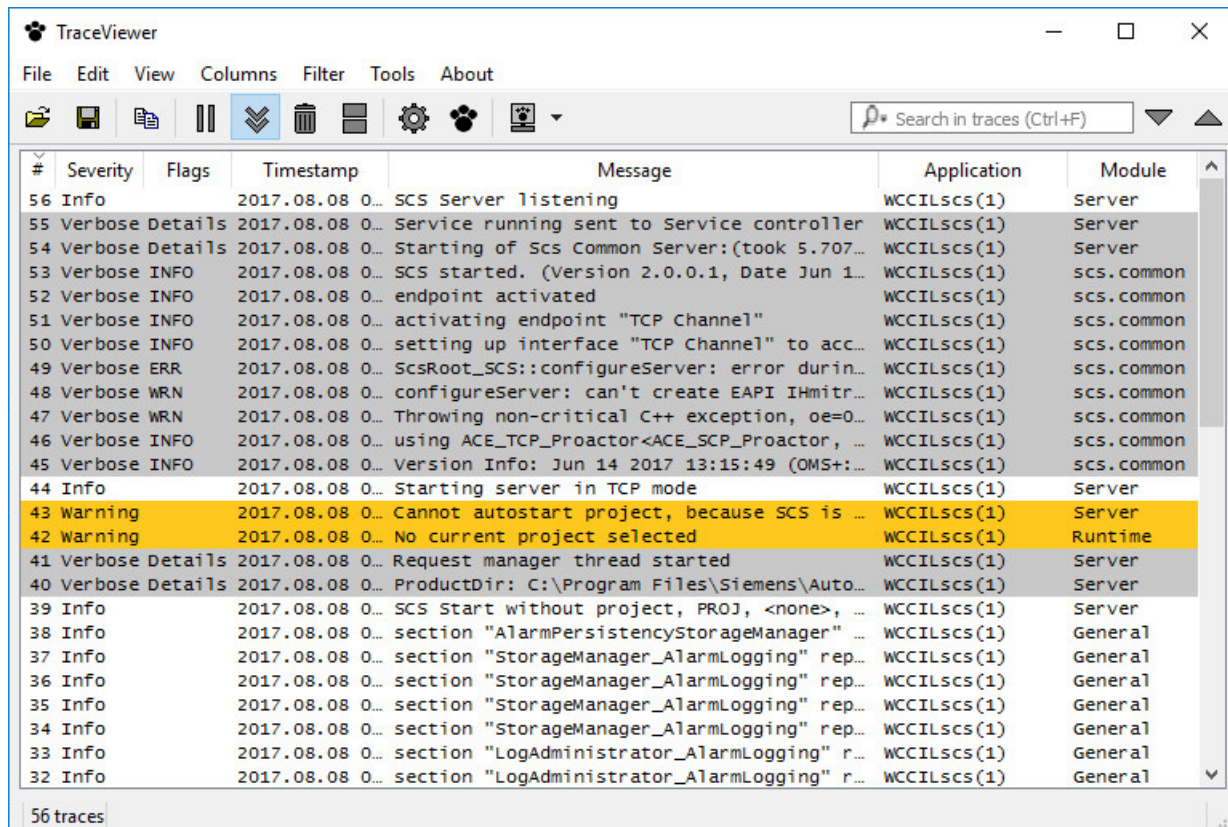 TraceViewer
File Edit View Columns Filter Tools About
Search in traces (Ctrl+F)
# Severity Flags Timestamp Message Application Module
56 Info 2017.08.08 0… SCS Server listening WCCILscs(1) Server
55 Verbose Details 2017.08.08 0… Service running sent to Service controller WCCILscs(1) Server
54 Verbose Details 2017.08.08 0… Starting of Scs Common Server:(took 5.707… WCCILscs(1) Server
53 Verbose INFO 2017.08.08 0… SCS started. (Version 2.0.0.1, Date Jun 1… WCCILscs(1) scs.common
52 Verbose INFO 2017.08.08 0… endpoint activated WCCILscs(1) scs.common
51 Verbose INFO 2017.08.08 0… activating endpoint "TCP Channel" WCCILscs(1) scs.common
50 Verbose INFO 2017.08.08 0… setting up interface "TCP Channel" to acc… WCCILscs(1) scs.common
49 Verbose ERR 2017.08.08 0… ScsRoot_SCS::configureServer: error durin… WCCILscs(1) scs.common
48 Verbose WRN 2017.08.08 0… configureServer: can't create EAPI IHmitr… WCCILscs(1) scs.common
47 Verbose WRN 2017.08.08 0… Throwing non-critical C++ exception, oe=0… WCCILscs(1) scs.common
46 Verbose INFO 2017.08.08 0… using ACE_TCP_Proactor<ACE_SCP_Proactor, … WCCILscs(1) scs.common
45 Verbose INFO 2017.08.08 0… Version Info: Jun 14 2017 13:15:49 (OMS+:… WCCILscs(1) scs.common
44 Info 2017.08.08 0… Starting server in TCP mode WCCILscs(1) Server
43 Warning 2017.08.08 0… Cannot autostart project, because SCS is … WCCILscs(1) Server
42 Warning 2017.08.08 0… No current project selected WCCILscs(1) Runtime
41 Verbose Details 2017.08.08 0… Request manager thread started WCCILscs(1) Server
40 Verbose Details 2017.08.08 0… ProductDir: C:\Program Files\Siemens\Auto… WCCILscs(1) Server
39 Info 2017.08.08 0… SCS Start without project, PROJ, <none>, … WCCILscs(1) Server
38 Info 2017.08.08 0… section "AlarmPersistencyStorageManager" … WCCILscs(1) General
37 Info 2017.08.08 0… section "StorageManager_AlarmLogging" rep… WCCILscs(1) General
36 Info 2017.08.08 0… section "StorageManager_AlarmLogging" rep… WCCILscs(1) General
35 Info 2017.08.08 0… section "StorageManager_AlarmLogging" rep… WCCILscs(1) General
34 Info 2017.08.08 0… section "StorageManager_AlarmLogging" rep… WCCILscs(1) General
33 Info 2017.08.08 0… section "LogAdministrator_AlarmLogging" r… WCCILscs(1) General
32 Info 2017.08.08 0… section "LogAdministrator_AlarmLogging" r… WCCILscs(1) General
56 traces